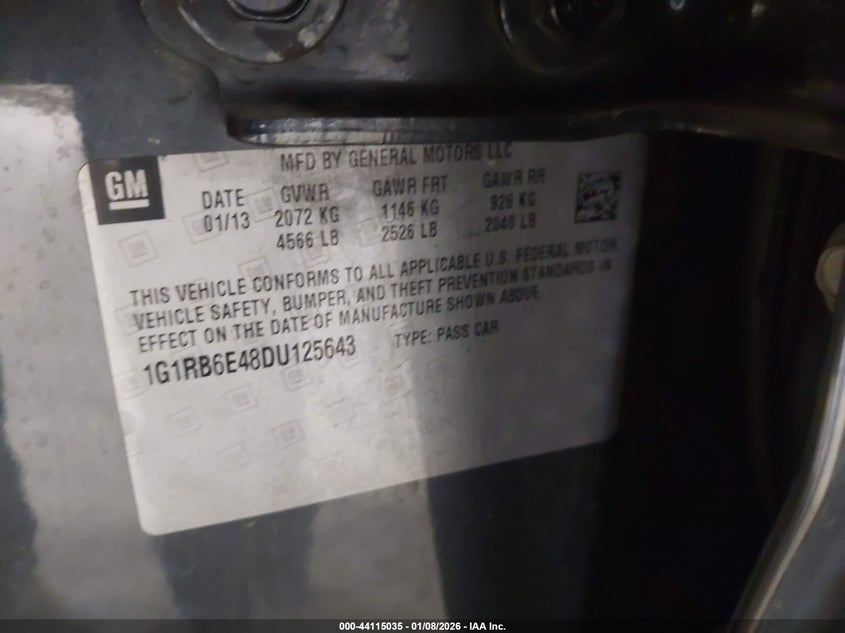 MFD BY GENERAL MOTORS LLC
GM
DATE GVWR GAWR FRT GAWR RR
01/13 2072 KG 1146 KG 926 KG
4566 LB 2526 LB 2040 LB
THIS VEHICLE CONFORMS TO ALL APPLICABLE U.S. FEDERAL MOTOR
VEHICLE SAFETY, BUMPER, AND THEFT PREVENTION STANDARDS IN
EFFECT ON THE DATE OF MANUFACTURE SHOWN ABOVE.
1G1RB6E48DU125643 TYPE: PASS CAR
000-44115035 - 01/08/2026 - IAA Inc.